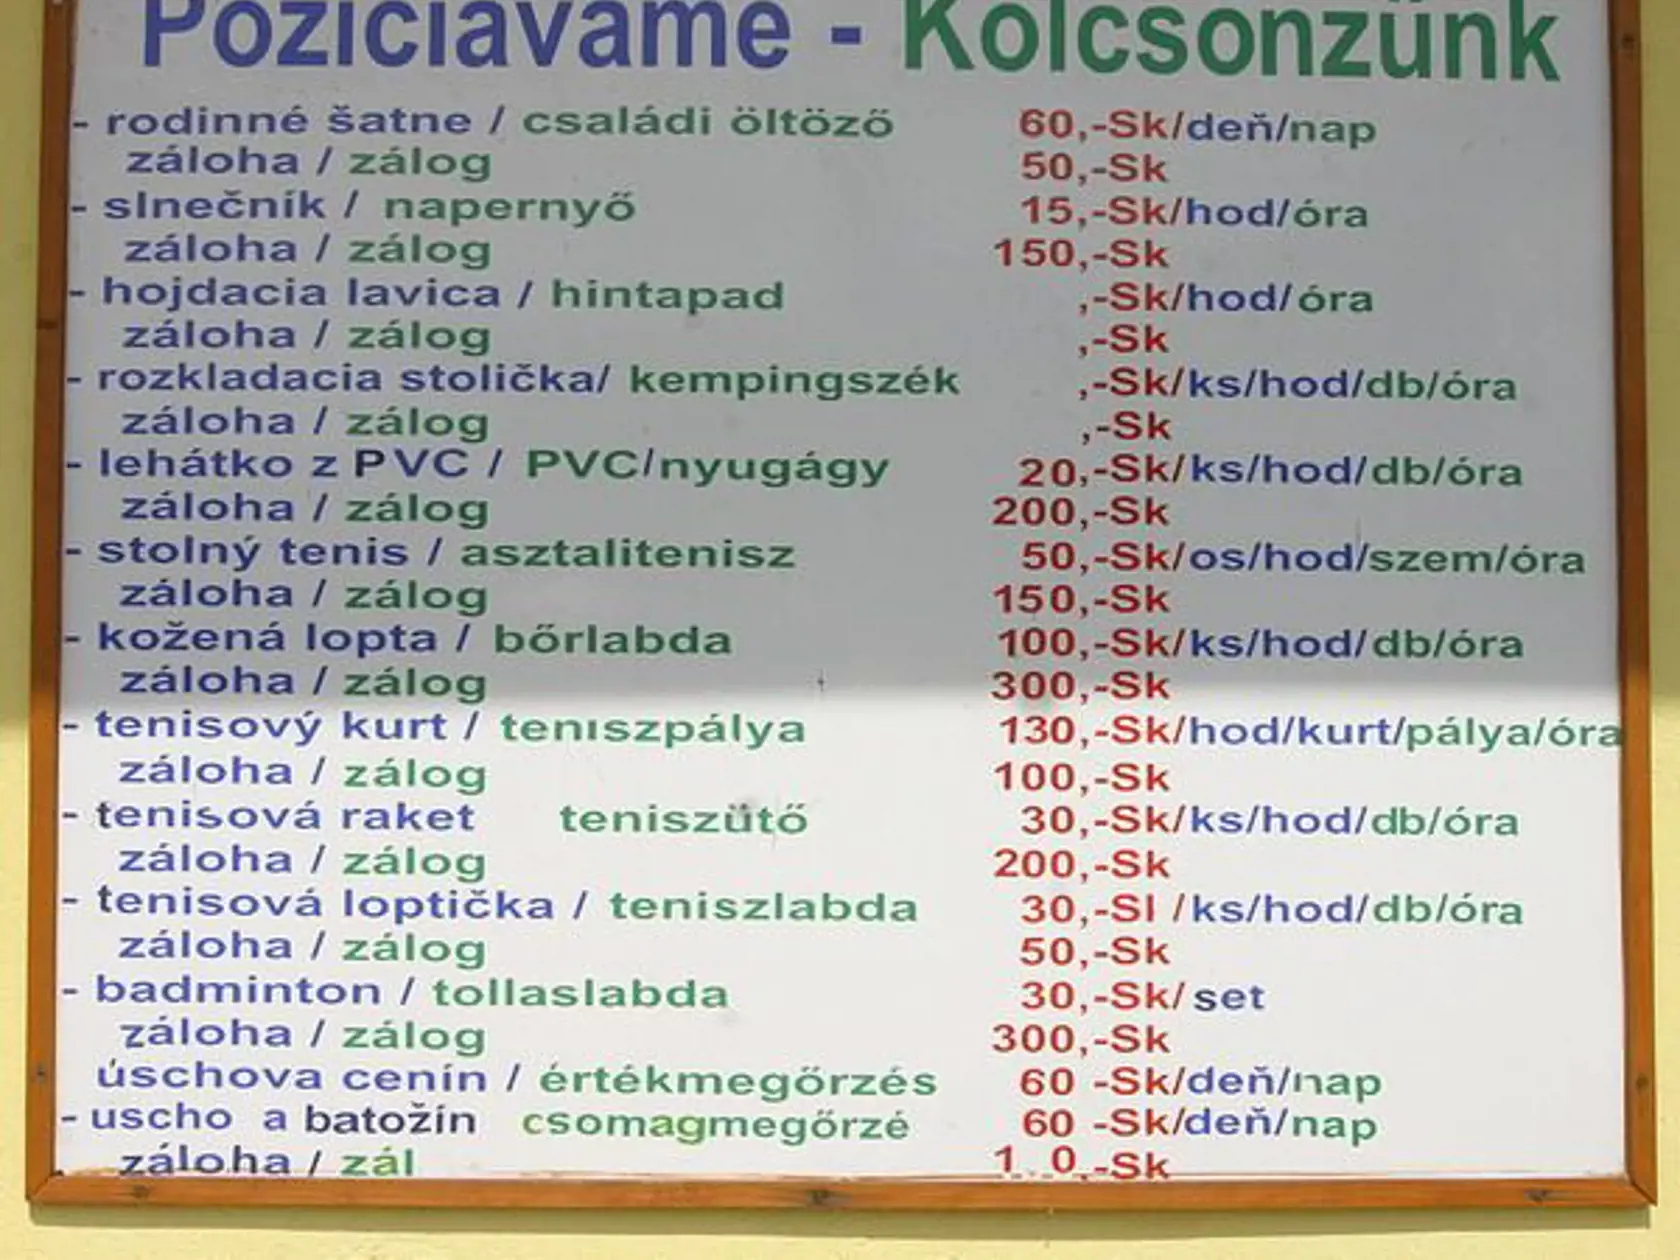 Požičiavame - Kölcsönzünk
- rodinné šatne / családi öltöző 60,-Sk/deň/nap
záloha / zálog 50,-Sk
- slnečník / napernyő 15,-Sk/hod/óra
záloha / zálog 150,-Sk
- hojdacia lavica / hintapad ,-Sk/hod/óra
záloha / zálog ,-Sk
- rozkladacia stolička/ kempingszék ,-Sk/ks/hod/db/óra
záloha / zálog ,-Sk
- lehátko z PVC / PVC/nyugágy 20,-Sk/ks/hod/db/óra
záloha / zálog 200,-Sk
- stolný tenis / asztalitenisz 50,-Sk/os/hod/szem/óra
záloha / zálog 150,-Sk
- kožená lopta / bőrlabda 100,-Sk/ks/hod/db/óra
záloha / zálog 300,-Sk
- tenisový kurt / teniszpálya 130,-Sk/hod/kurt/pálya/óra
záloha / zálog 100,-Sk
- tenisová raket teniszütő 30,-Sk/ks/hod/db/óra
záloha / zálog 200,-Sk
- tenisová loptička / teniszlabda 30,-Sl /ks/hod/db/óra
záloha / zálog 50,-Sk
- badminton / tollaslabda 30,-Sk/ set
záloha / zálog 300,-Sk
úschova cenín / értékmegőrzés 60 -Sk/deň/nap
- uscho a batožín csomagmegőrzé 60 -Sk/deň/nap
záloha / zál 1 0,-Sk